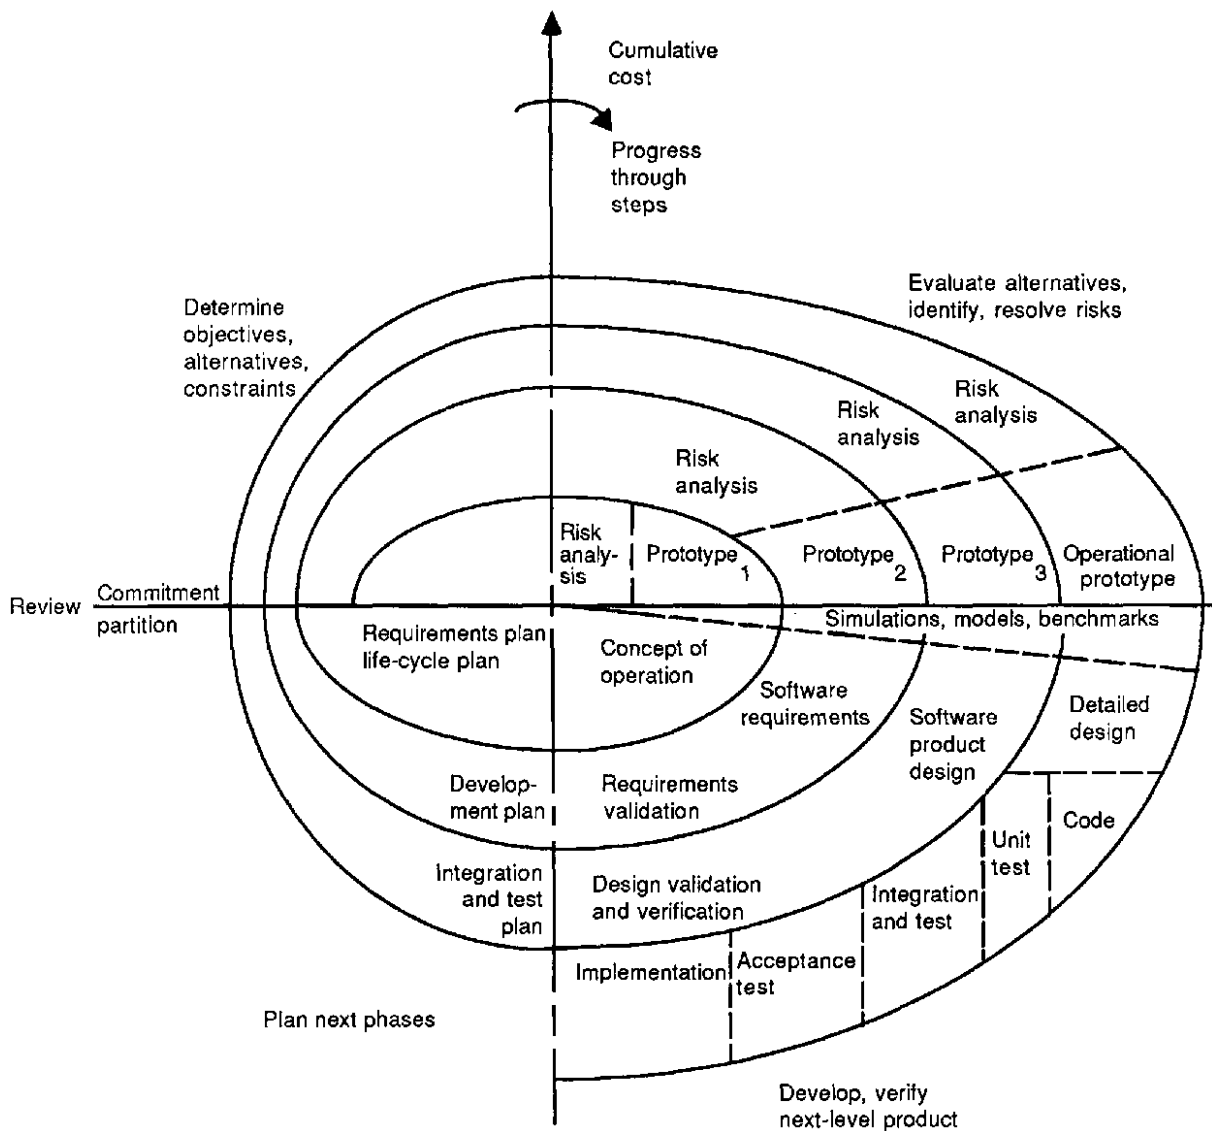 Cumulative
cost
Progress
through
steps
Evaluate alternatives,
identify, resolve risks
Determine
objectives,
alternatives,
constraints
Risk
analysis
Risk
analysis
Risk
analysis
Risk
analy-
sis
Prototype 1
Prototype 2
Prototype 3
Operational
prototype
Review
Commitment
partition
Simulations, models, benchmarks
Requirements plan
life-cycle plan
Concept of
operation
Software
requirements
Software
product
design
Detailed
design
Develop-
ment plan
Requirements
validation
Code
Unit
test
Integration
and test
plan
Design validation
and verification
Integration
and test
Acceptance
test
Implementation
Plan next phases
Develop, verify
next-level product